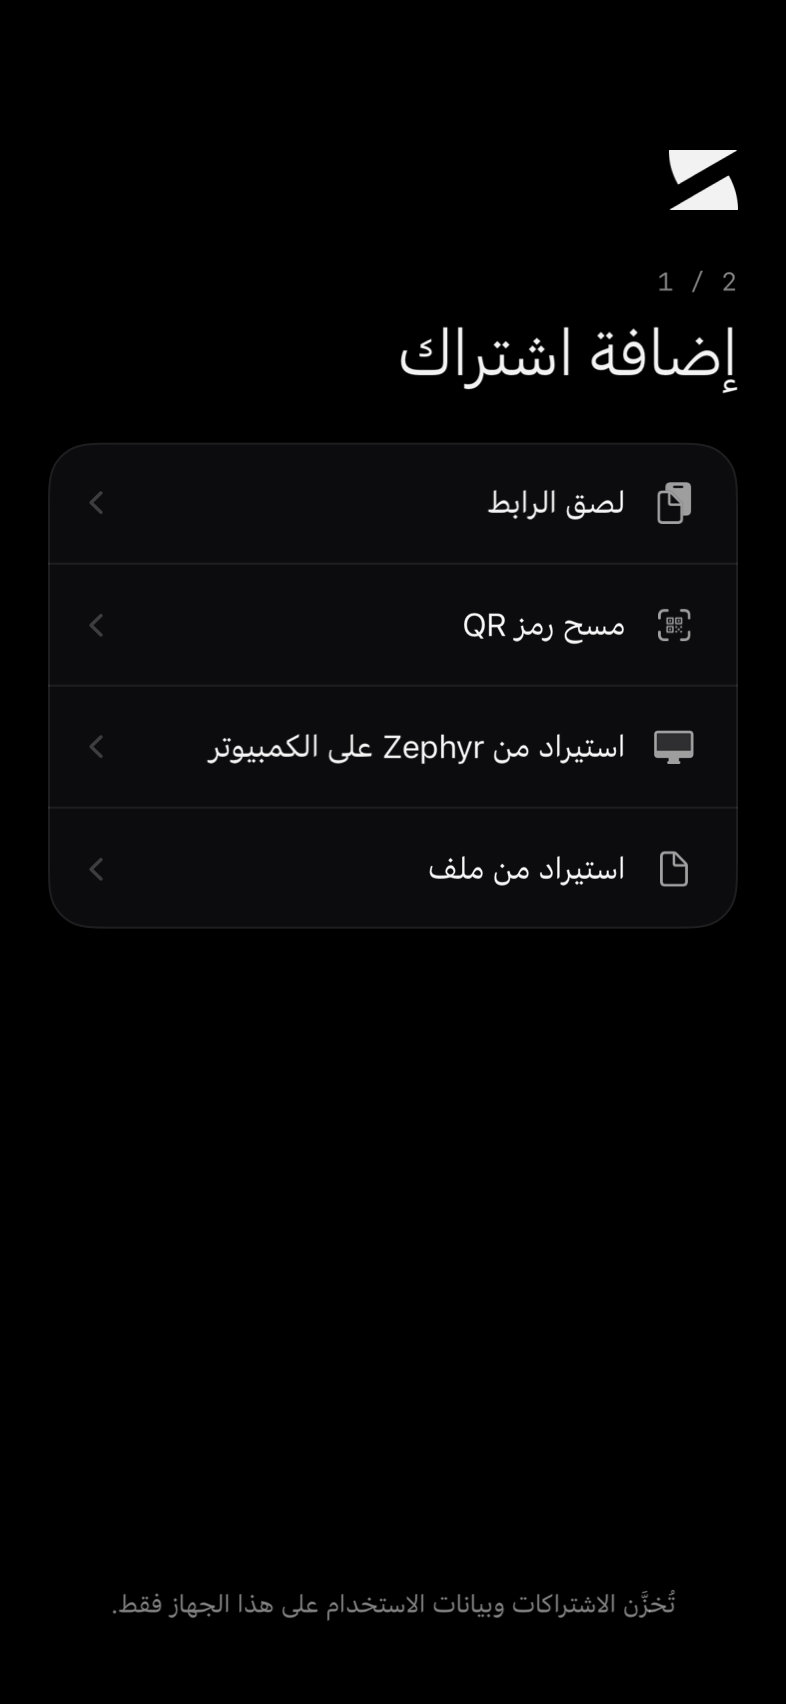 1 / 2
إضافة اشتراك
لصق الرابط
مسح رمز QR
استيراد من Zephyr على الكمبيوتر
استيراد من ملف
تُخزَّن الاشتراكات وبيانات الاستخدام على هذا الجهاز فقط.